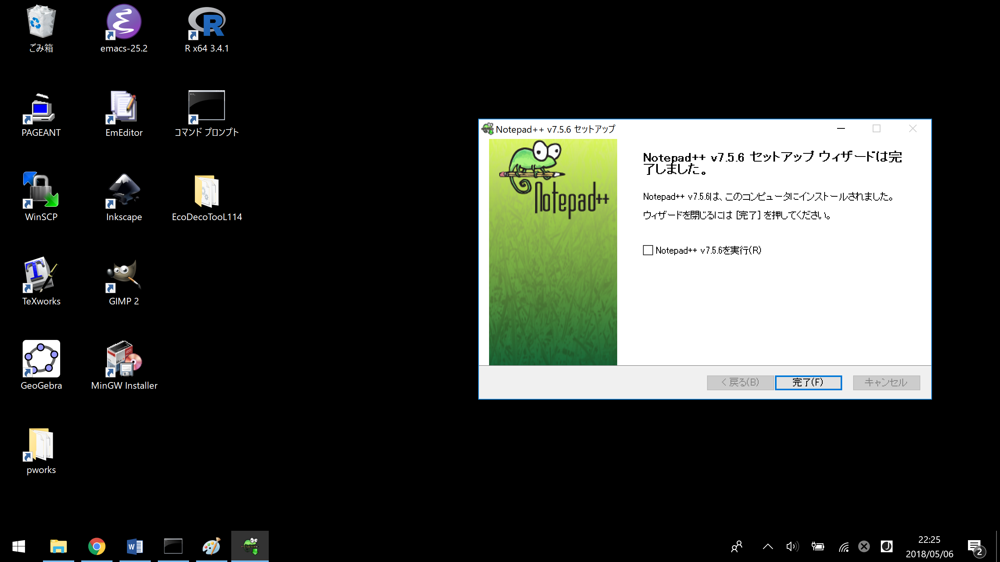 ごみ箱
emacs-25.2
R x64 3.4.1
PAGEANT
EmEditor
コマンド プロンプト
WinSCP
Inkscape
EcoDecoTooL114
TeXworks
GIMP 2
GeoGebra
MinGW Installer
pworks
Notepad++ v7.5.6 セットアップ
Notepad++
Notepad++ v7.5.6 セットアップ ウィザードは完
了しました。
Notepad++ v7.5.6は、このコンピュータにインストールされました。
ウィザードを閉じるには [完了] を押してください。
Notepad++ v7.5.6を実行(R)
< 戻る(B)
完了(F)
キャンセル
22:25
2018/05/06
2